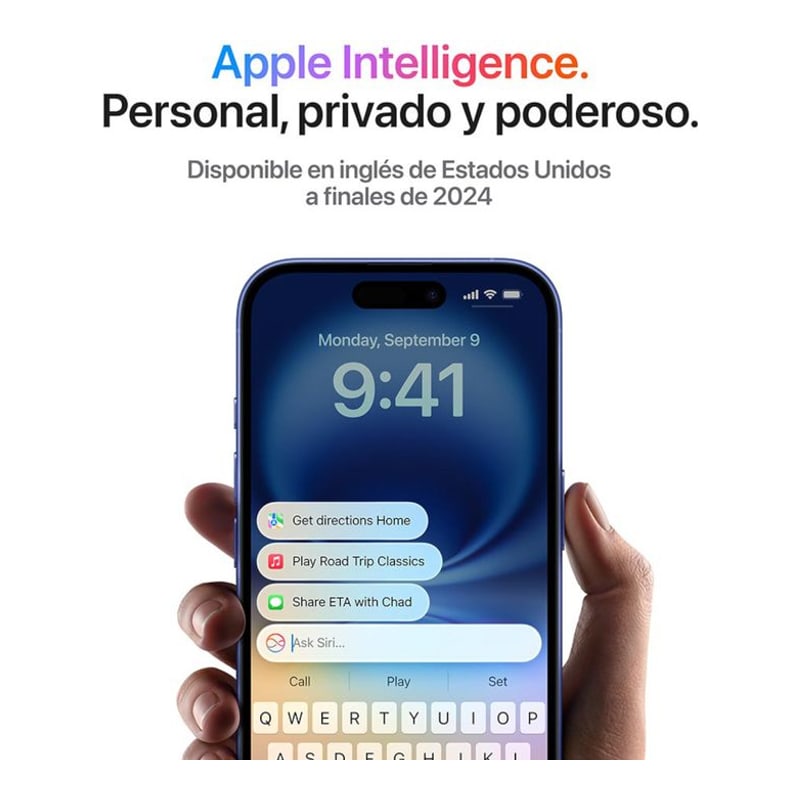 Apple Intelligence.
Personal, privado y poderoso.
Disponible en inglés de Estados Unidos
a finales de 2024
Monday, September 9
9:41
Get directions Home
Play Road Trip Classics
Share ETA with Chad
Ask Siri...
Call Play Set
Q W E R T Y U I O P
A S D F G H J K L